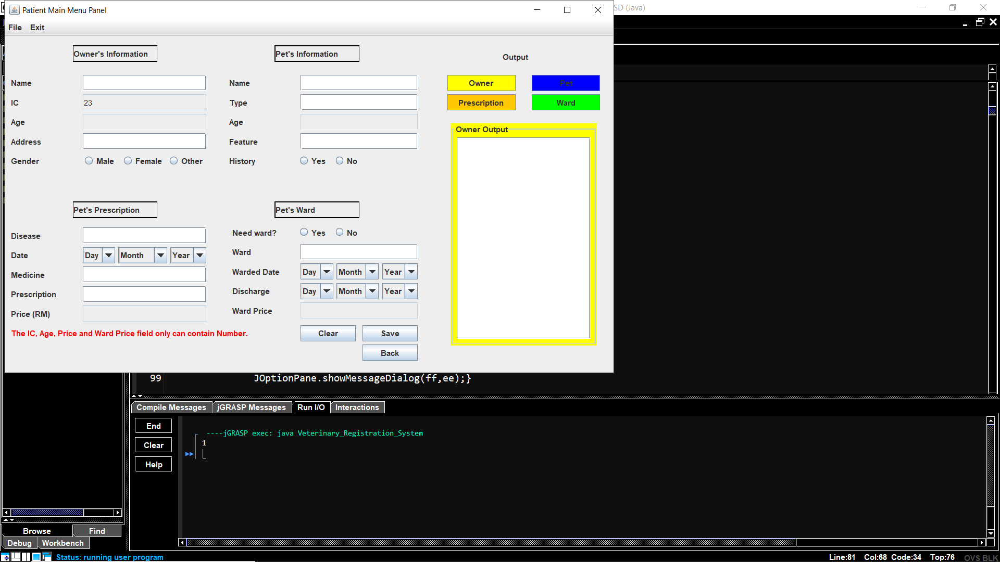 Patient Main Menu Panel
SD (Java)
File Exit
Owner's Information
Pet's Information
Output
Name
Name
Owner
Pet
IC 23
Type
Prescription
Ward
Age
Age
Owner Output
Address
Feature
Gender Male Female Other
History Yes No
Pet's Prescription
Pet's Ward
Disease
Need ward? Yes No
Date Day Month Year
Ward
Medicine
Warded Date Day Month Year
Prescription
Discharge Day Month Year
Price (RM)
Ward Price
The IC, Age, Price and Ward Price field only can contain Number.
Clear Save
Back
99 JOptionPane.showMessageDialog(ff,ee);}
Compile Messages jGRASP Messages Run I/O Interactions
End
Clear
Help
----jGRASP exec: java Veterinary_Registration_System
1
Browse Find
Debug Workbench
Status: running user program
Line:81 Col:68 Code:34 Top:76 OVS BLK